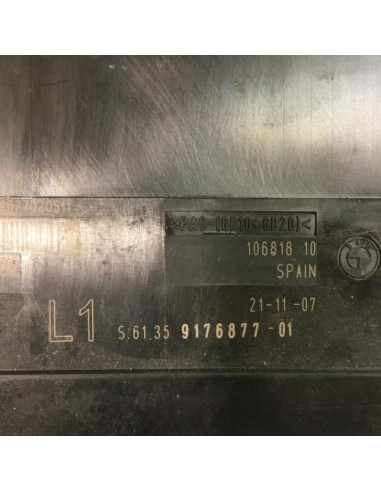 >PA6-(GF10+GB20)<
106818 10
SPAIN
21-11-07
L1 S:61.35 9176877-01